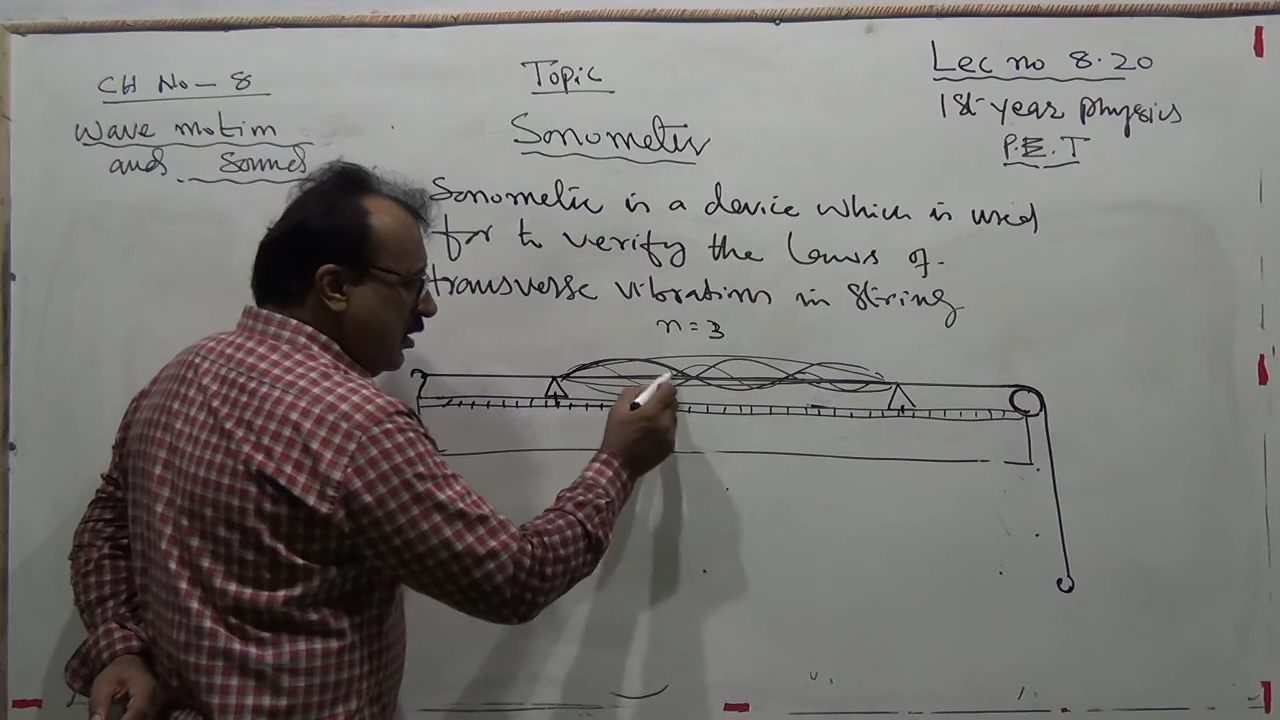 CH No - 8
Wave motion
and Sound
Topic
Sonometer
Lec no 8.20
1st year physics
P.E.T
Sonometer is a device which is used
for to verify the laws of
transverse vibration in string
n = 3